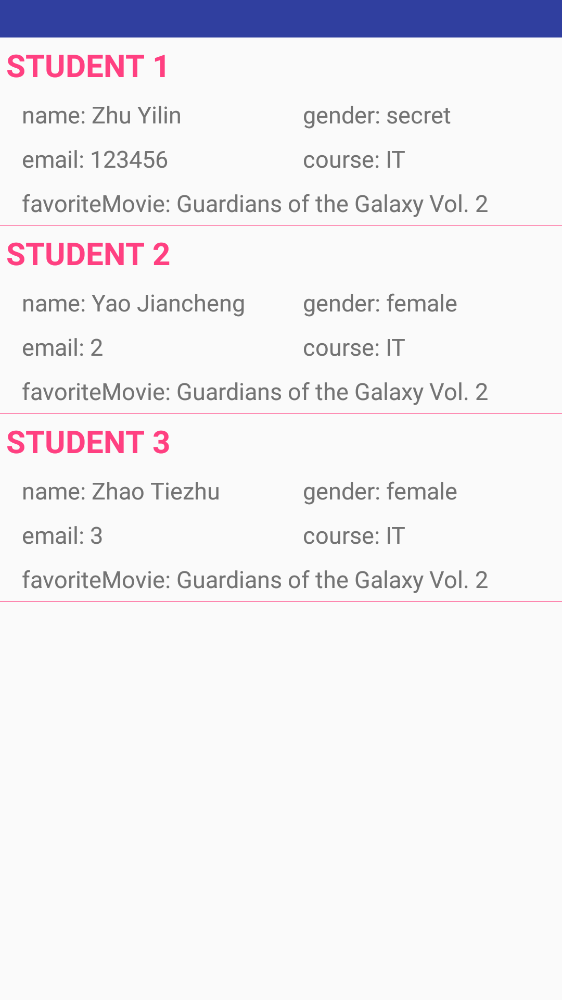 STUDENT 1
name: Zhu Yilin gender: secret
email: 123456 course: IT
favoriteMovie: Guardians of the Galaxy Vol. 2
STUDENT 2
name: Yao Jiancheng gender: female
email: 2 course: IT
favoriteMovie: Guardians of the Galaxy Vol. 2
STUDENT 3
name: Zhao Tiezhu gender: female
email: 3 course: IT
favoriteMovie: Guardians of the Galaxy Vol. 2